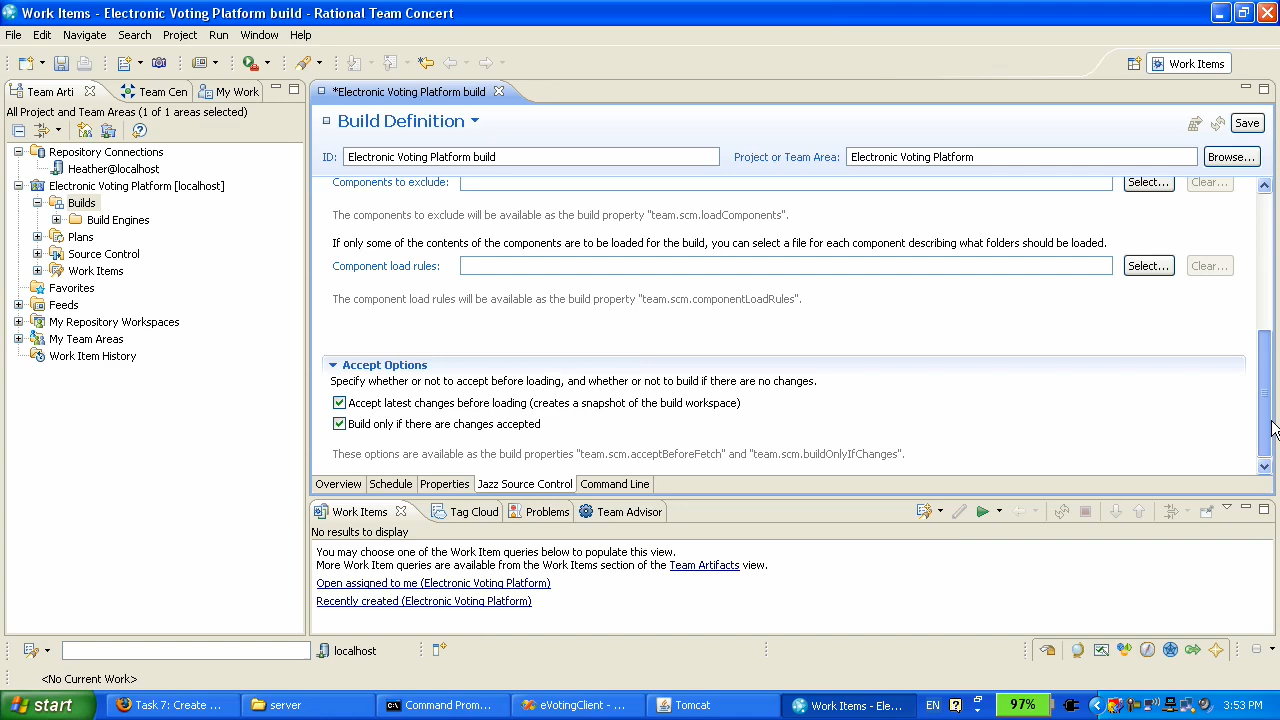 Work Items - Electronic Voting Platform build - Rational Team Concert
File Edit Navigate Search Project Run Window Help
Work Items
Team Arti
Team Cen
My Work
All Project and Team Areas (1 of 1 areas selected)
Repository Connections
Heather@localhost
Electronic Voting Platform [localhost]
Builds
Build Engines
Plans
Source Control
Work Items
Favorites
Feeds
My Repository Workspaces
My Team Areas
Work Item History
*Electronic Voting Platform build
Build Definition
Save
ID: Electronic Voting Platform build
Project or Team Area: Electronic Voting Platform
Browse...
Components to exclude: Select... Clear...
The components to exclude will be available as the build property "team.scm.loadComponents".
If only some of the contents of the components are to be loaded for the build, you can select a file for each component describing what folders should be loaded.
Component load rules: Select... Clear...
The component load rules will be available as the build property "team.scm.componentLoadRules".
Accept Options
Specify whether or not to accept before loading, and whether or not to build if there are no changes.
Accept latest changes before loading (creates a snapshot of the build workspace)
Build only if there are changes accepted
These options are available as the build properties "team.scm.acceptBeforeFetch" and "team.scm.buildOnlyIfChanges".
Overview Schedule Properties Jazz Source Control Command Line
Work Items Tag Cloud Problems Team Advisor
No results to display
You may choose one of the Work Item queries below to populate this view.
More Work Item queries are available from the Work Items section of the Team Artifacts view.
Open assigned to me (Electronic Voting Platform)
Recently created (Electronic Voting Platform)
localhost
<No Current Work>
start
Task 7: Create ...
server
Command Prom...
eVotingClient - ...
Tomcat
Work Items - Ele...
EN
97%
3:53 PM